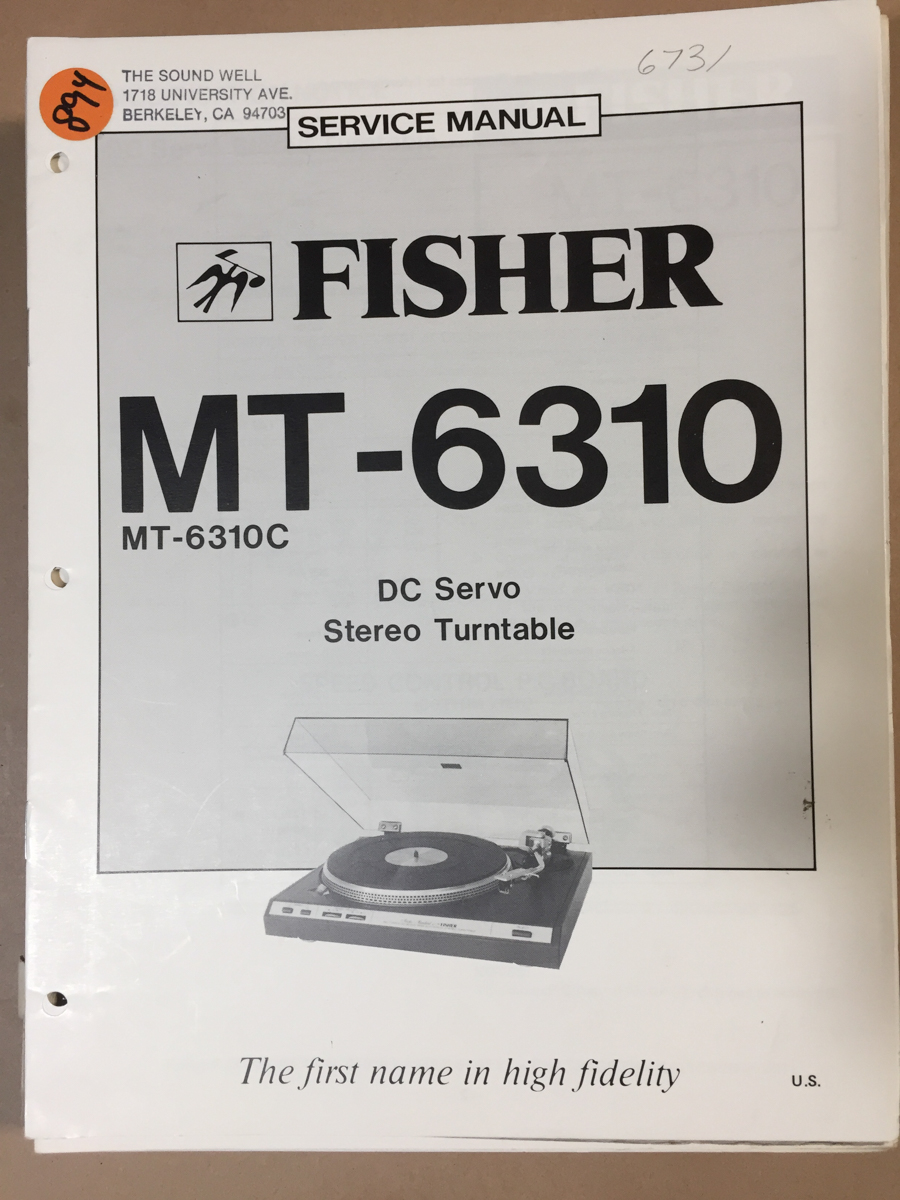 6731
894
THE SOUND WELL
1718 UNIVERSITY AVE.
BERKELEY, CA 94703
SERVICE MANUAL
FISHER
MT-6310
MT-6310C
DC Servo
Stereo Turntable
FISHER
The first name in high fidelity
U.S.